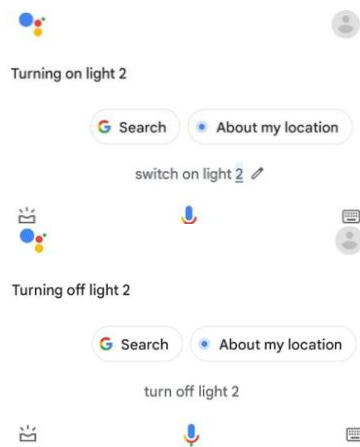 Turning on light 2
Search
About my location
switch on light 2
Turning off light 2
Search
About my location
turn off light 2